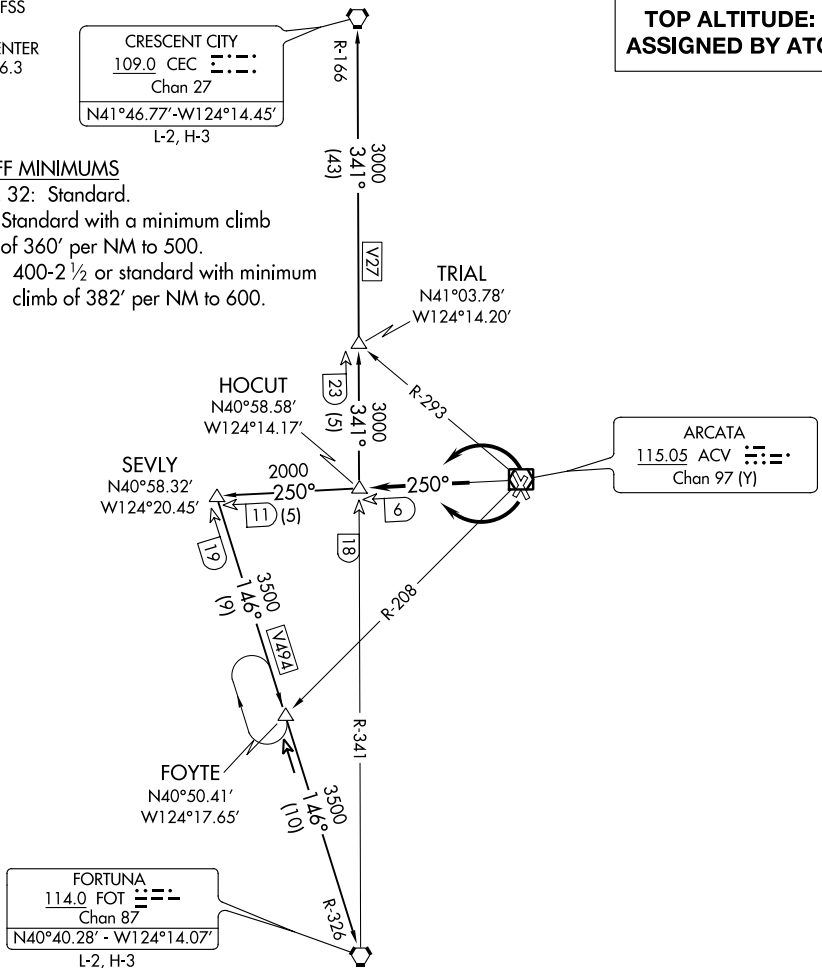 FSS
ENTER
6.3
TOP ALTITUDE:
ASSIGNED BY ATC
CRESCENT CITY
109.0 CEC
Chan 27
N41°46.77'-W124°14.45'
L-2, H-3
R-166
3000
341°
(43)
V27
FF MINIMUMS
32: Standard.
Standard with a minimum climb
of 360' per NM to 500.
400-2 ½ or standard with minimum
climb of 382' per NM to 600.
TRIAL
N41°03.78'
W124°14.20'
HOCUT
N40°58.58'
W124°14.17'
23
(5)
3000
341°
R-293
ARCATA
115.05 ACV
Chan 97 (Y)
SEVLY
N40°58.32'
W124°20.45'
2000
250°
11 (5)
6
250°
19
18
3500
146°
(9)
V494
R-208
R-341
FOYTE
N40°50.41'
W124°17.65'
3500
146°
(10)
R-326
FORTUNA
114.0 FOT
Chan 87
N40°40.28' - W124°14.07'
L-2, H-3